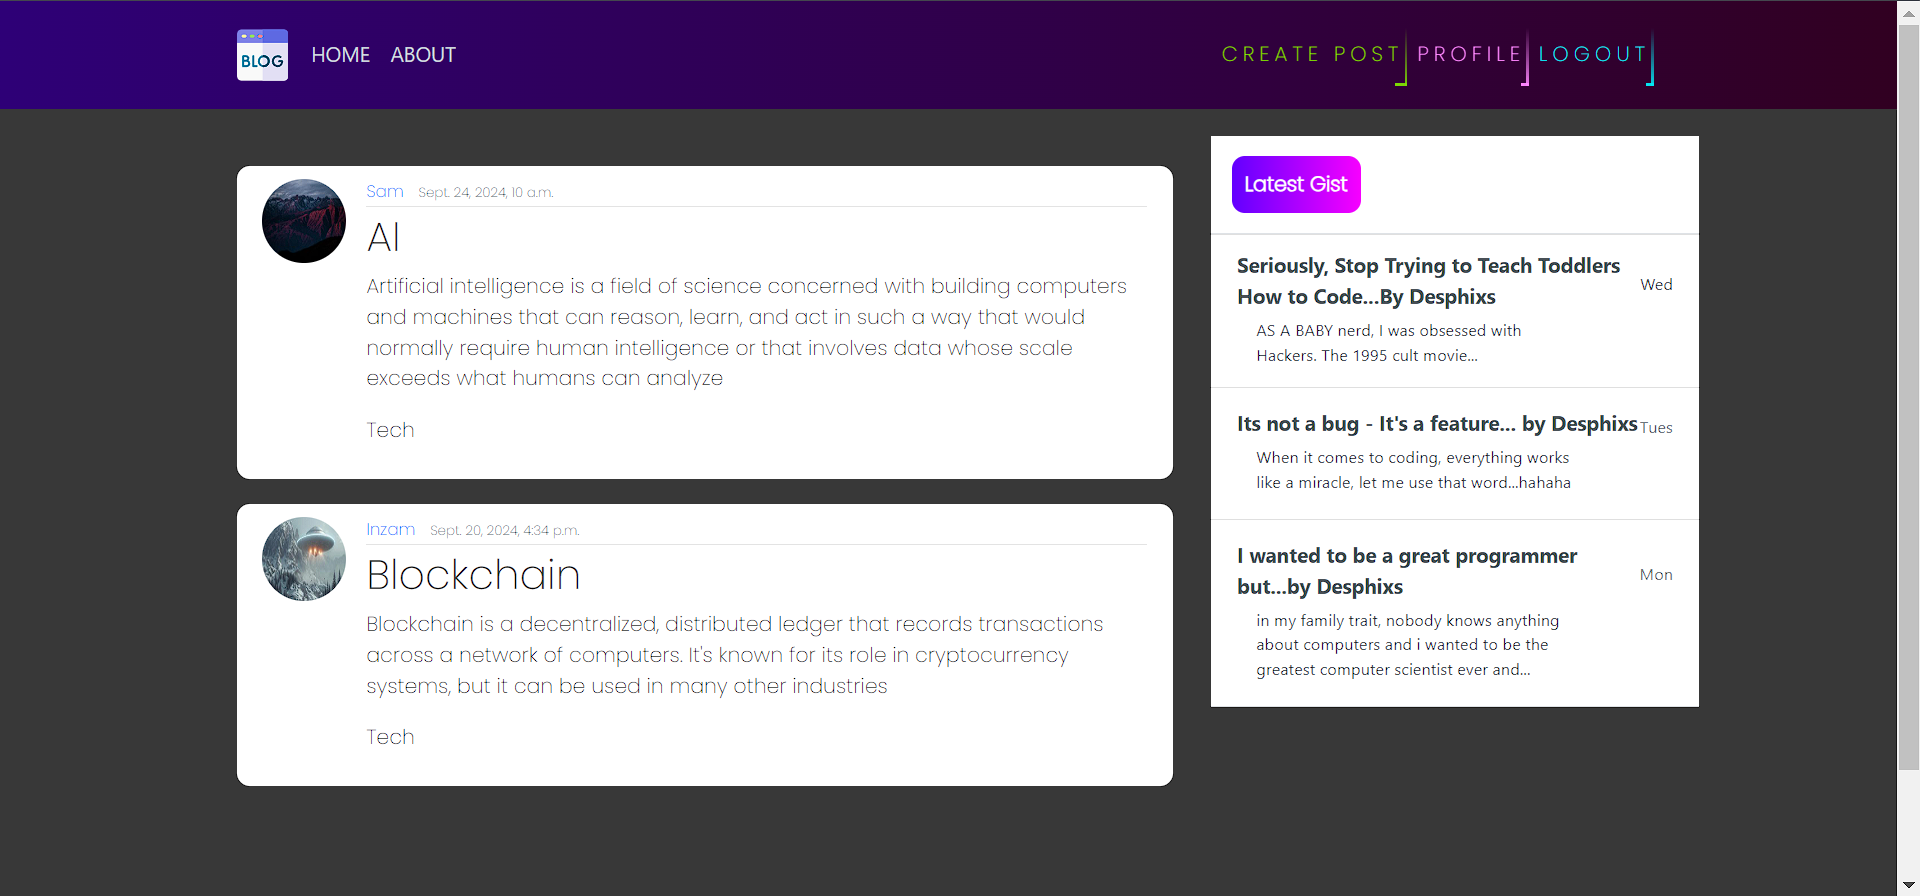 BLOG
HOME
ABOUT
CREATE POST
PROFILE
LOGOUT
Sam Sept. 24, 2024, 10 a.m.
AI
Artificial intelligence is a field of science concerned with building computers
and machines that can reason, learn, and act in such a way that would
normally require human intelligence or that involves data whose scale
exceeds what humans can analyze
Tech
Inzam Sept. 20, 2024, 4:34 p.m.
Blockchain
Blockchain is a decentralized, distributed ledger that records transactions
across a network of computers. It's known for its role in cryptocurrency
systems, but it can be used in many other industries
Tech
Latest Gist
Seriously, Stop Trying to Teach Toddlers
How to Code...By Desphixs
Wed
AS A BABY nerd, I was obsessed with
Hackers. The 1995 cult movie...
Its not a bug - It's a feature... by Desphixs
Tues
When it comes to coding, everything works
like a miracle, let me use that word...hahaha
I wanted to be a great programmer
but...by Desphixs
Mon
in my family trait, nobody knows anything
about computers and i wanted to be the
greatest computer scientist ever and...